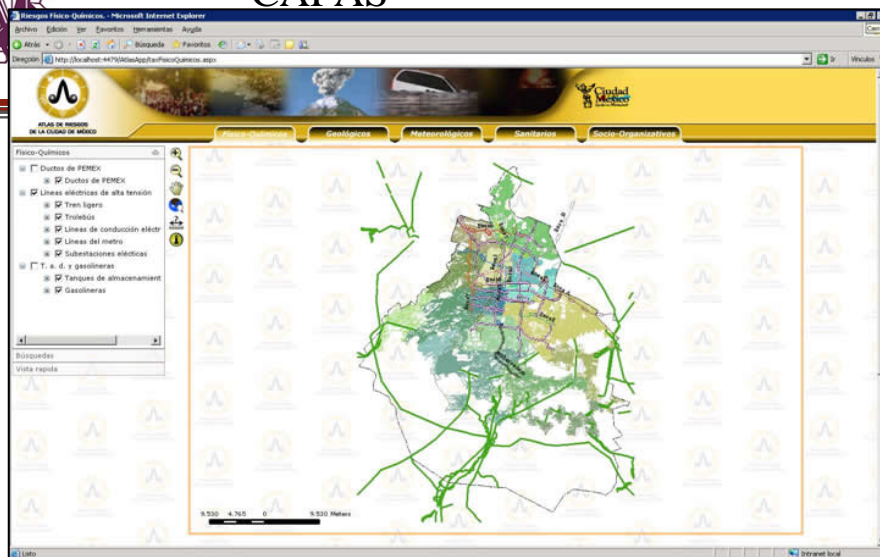 CAPAS
Riesgos Físico-Químicos. - Microsoft Internet Explorer
Archivo Edición Ver Favoritos Herramientas Ayuda
Atrás Búsqueda Favoritos
Dirección http://localhost:4479/AtlasApp/taxFisicoQuimicos.aspx Ir Vínculos
ATLAS DE RIESGOS
DE LA CIUDAD DE MÉXICO
Ciudad
México
Físico-Químicos Geológicos Meteorológicos Sanitarios Socio-Organizativos
Físico-Químicos
Ductos de PEMEX
Ductos de PEMEX
Líneas eléctricas de alta tensión
Tren ligero
Trolebús
Líneas de conducción eléctr
Líneas del metro
Subestaciones elécticas
T. a. d. y gasolineras
Tanques de almacenamient
Gasolineras
Búsquedas
Vista rapida
9.530 4.765 0 9.530 Meters
Listo Intranet local